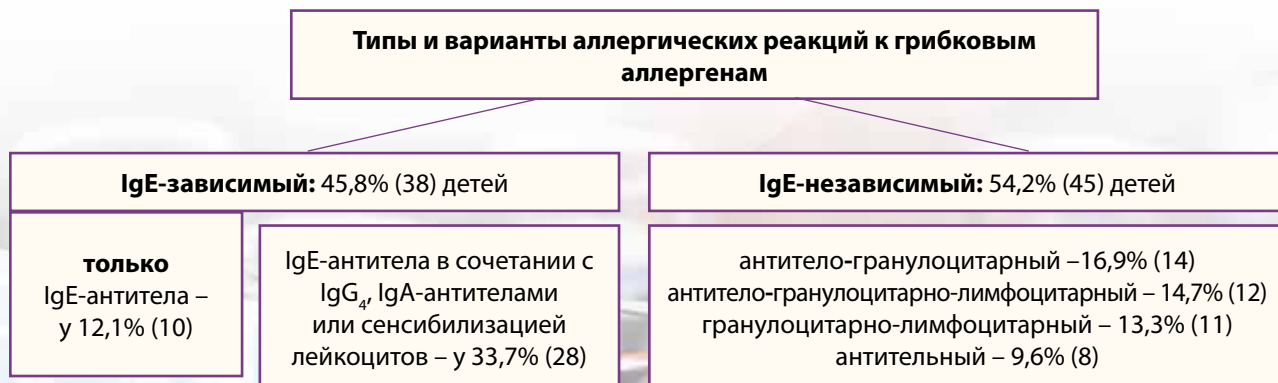 Типы и варианты аллергических реакций к грибковым
аллергенам
IgE-зависимый: 45,8% (38) детей
IgE-независимый: 54,2% (45) детей
только
IgE-антитела –
у 12,1% (10)
IgE-антитела в сочетании с
IgG₄, IgA-антителами
или сенсибилизацией
лейкоцитов – у 33,7% (28)
антитело-гранулоцитарный –16,9% (14)
антитело-гранулоцитарно-лимфоцитарный – 14,7% (12)
гранулоцитарно-лимфоцитарный – 13,3% (11)
антительный – 9,6% (8)